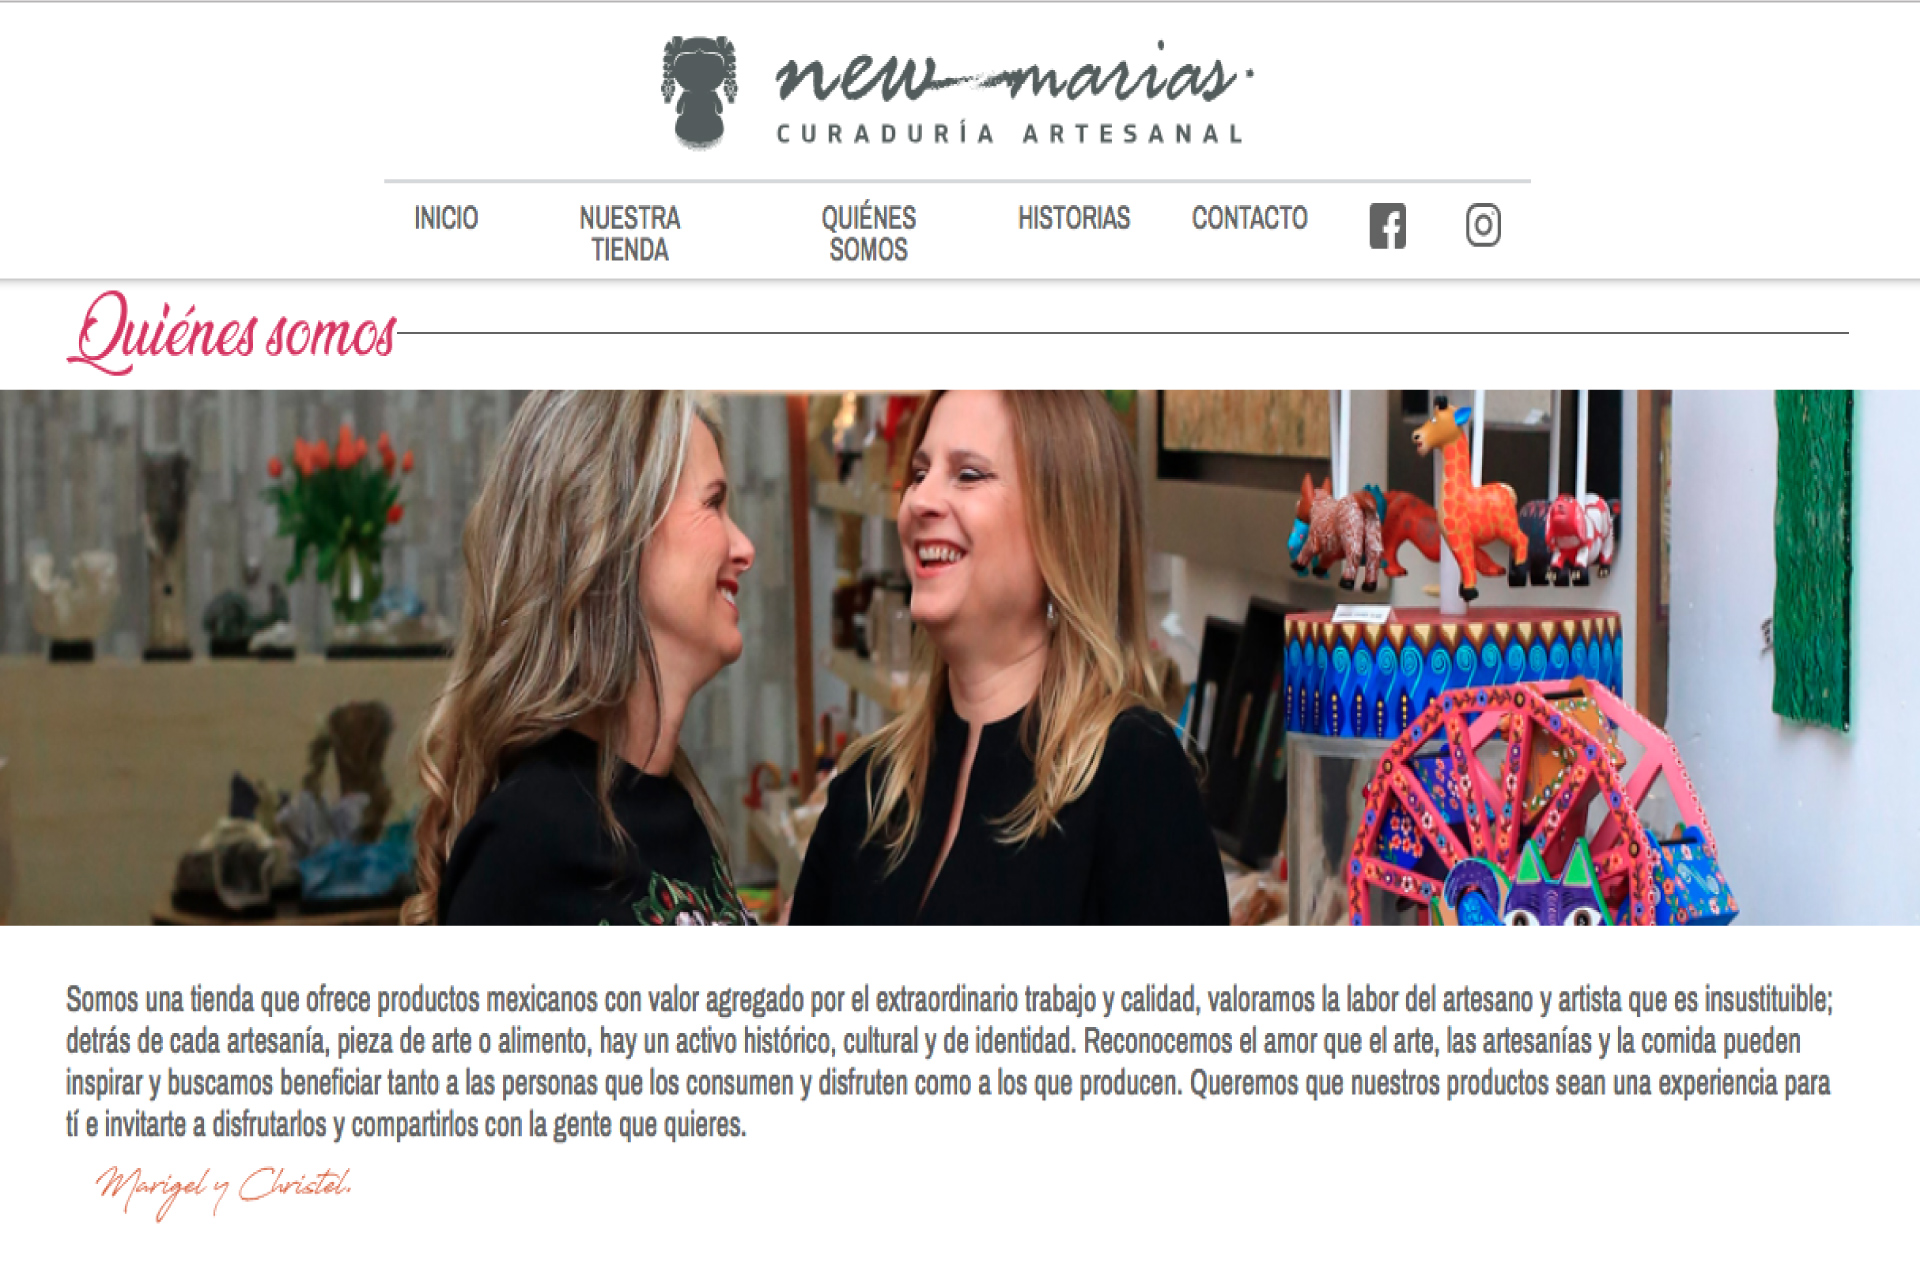 new marias
CURADURÍA ARTESANAL
INICIO
NUESTRA
TIENDA
QUIÉNES
SOMOS
HISTORIAS
CONTACTO
Quiénes somos
Somos una tienda que ofrece productos mexicanos con valor agregado por el extraordinario trabajo y calidad, valoramos la labor del artesano y artista que es insustituible;
detrás de cada artesanía, pieza de arte o alimento, hay un activo histórico, cultural y de identidad. Reconocemos el amor que el arte, las artesanías y la comida pueden
inspirar y buscamos beneficiar tanto a las personas que los consumen y disfruten como a los que producen. Queremos que nuestros productos sean una experiencia para
tí e invitarte a disfrutarlos y compartirlos con la gente que quieres.
Marigel y Christel.